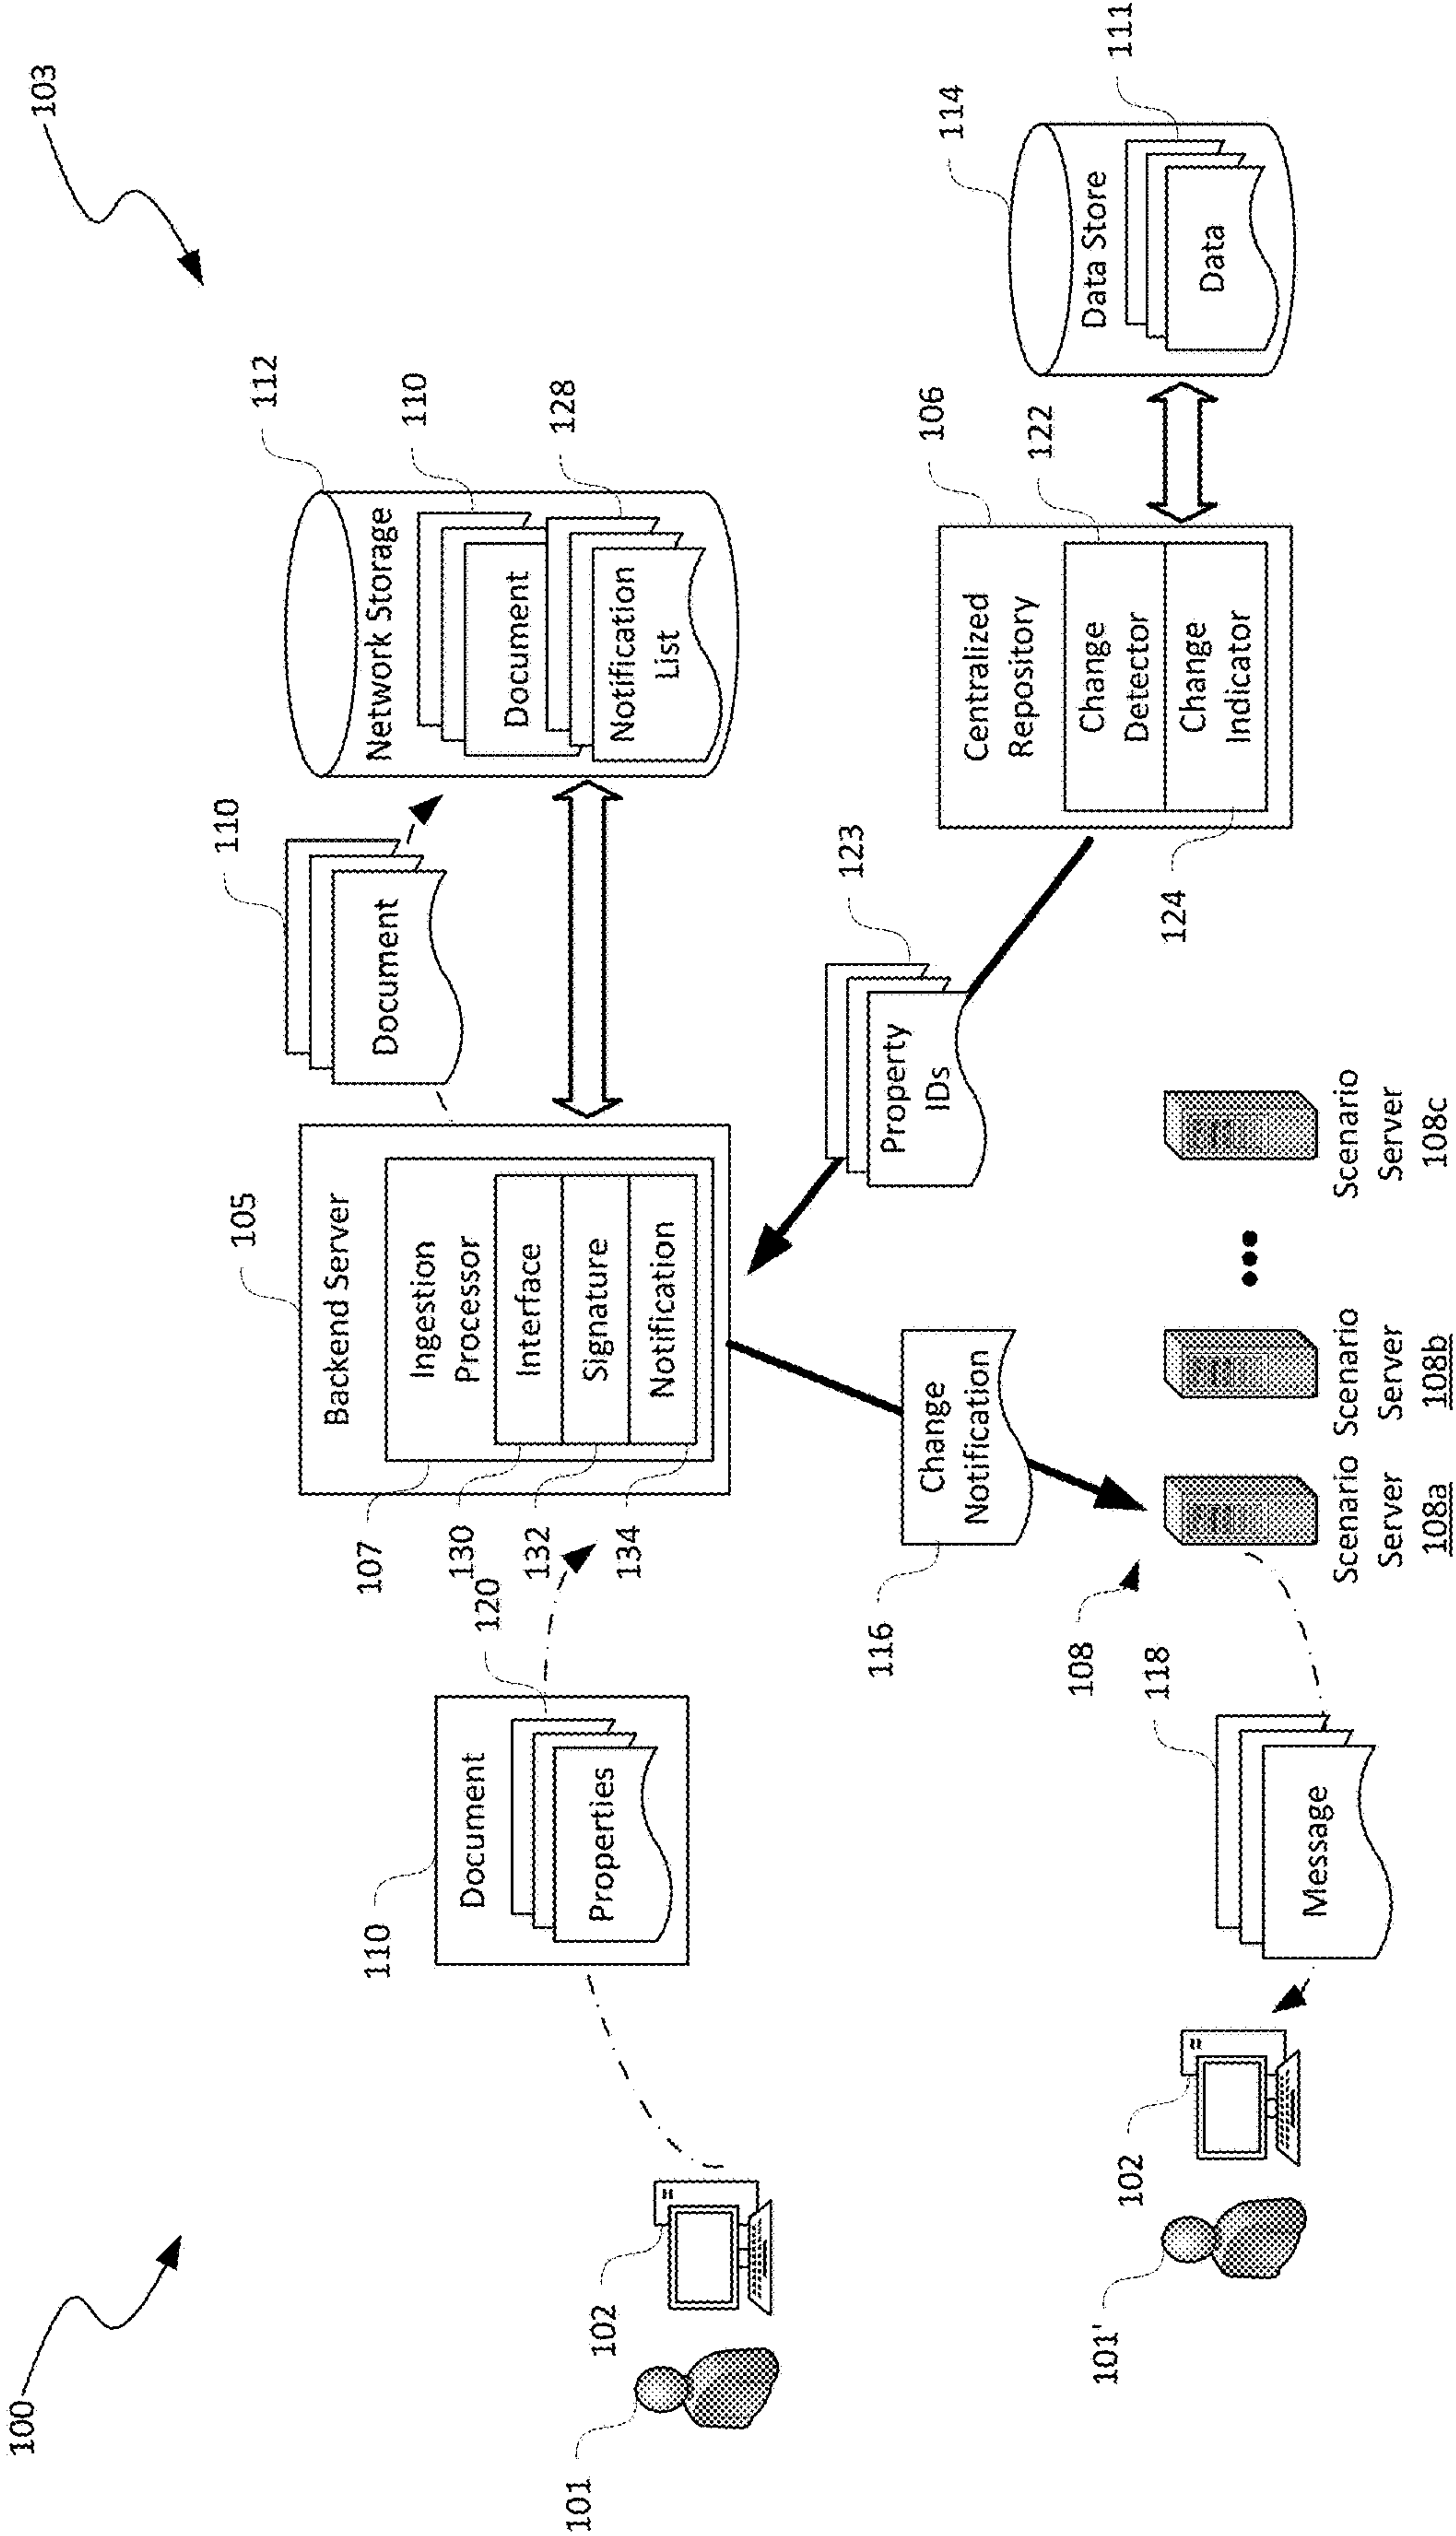 100
103
112
Network Storage
110
Document
128
Notification
List
110
Document
105
Backend Server
Ingestion
Processor
Interface
Signature
Notification
107
130
132
134
120
110
Document
Properties
102
101
114
Data Store
111
Data
106
Centralized
Repository
122
Change
Detector
Change
Indicator
124
123
Property
IDs
Change
Notification
116
108
Scenario
Server
108a
Scenario
Server
108b
Scenario
Server
108c
118
Message
102
101'